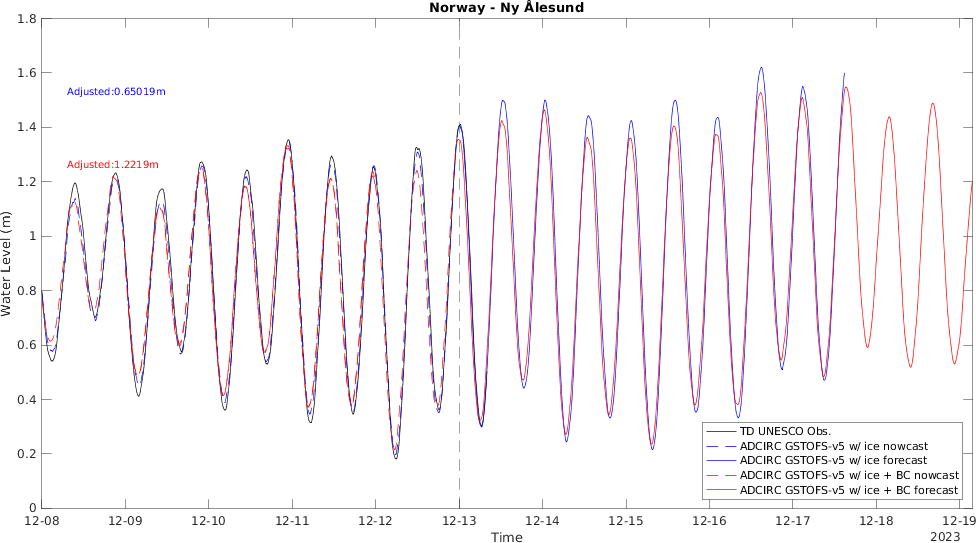 Norway - Ny Ålesund
1.8
1.6
1.4
1.2
1
0.8
0.6
0.4
0.2
0
Water Level (m)
Adjusted:0.65019m
Adjusted:1.2219m
TD UNESCO Obs.
ADCIRC GSTOFS-v5 w/ ice nowcast
ADCIRC GSTOFS-v5 w/ ice forecast
ADCIRC GSTOFS-v5 w/ ice + BC nowcast
ADCIRC GSTOFS-v5 w/ ice + BC forecast
12-08 12-09 12-10 12-11 12-12 12-13 12-14 12-15 12-16 12-17 12-18 12-19
Time
2023